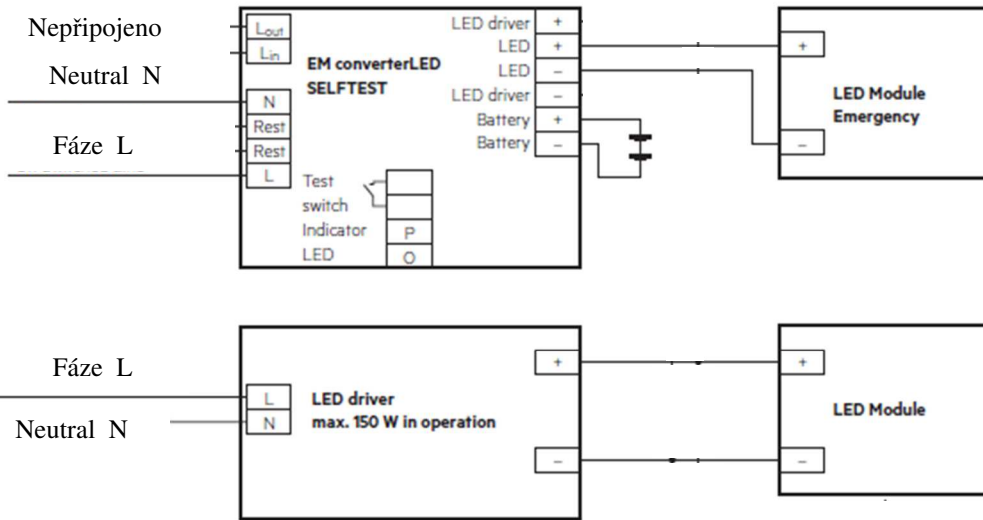 Nepřipojeno
Neutral N
Fáze L
Lout
Lin
N
Rest
Rest
L
EM converterLED
SELFTEST
Test
switch
Indicator
LED
P
O
LED driver +
LED +
LED –
LED driver –
Battery +
Battery –
+
–
LED Module
Emergency
Fáze L
Neutral N
L
N
LED driver
max. 150 W in operation
+
–
+
–
LED Module